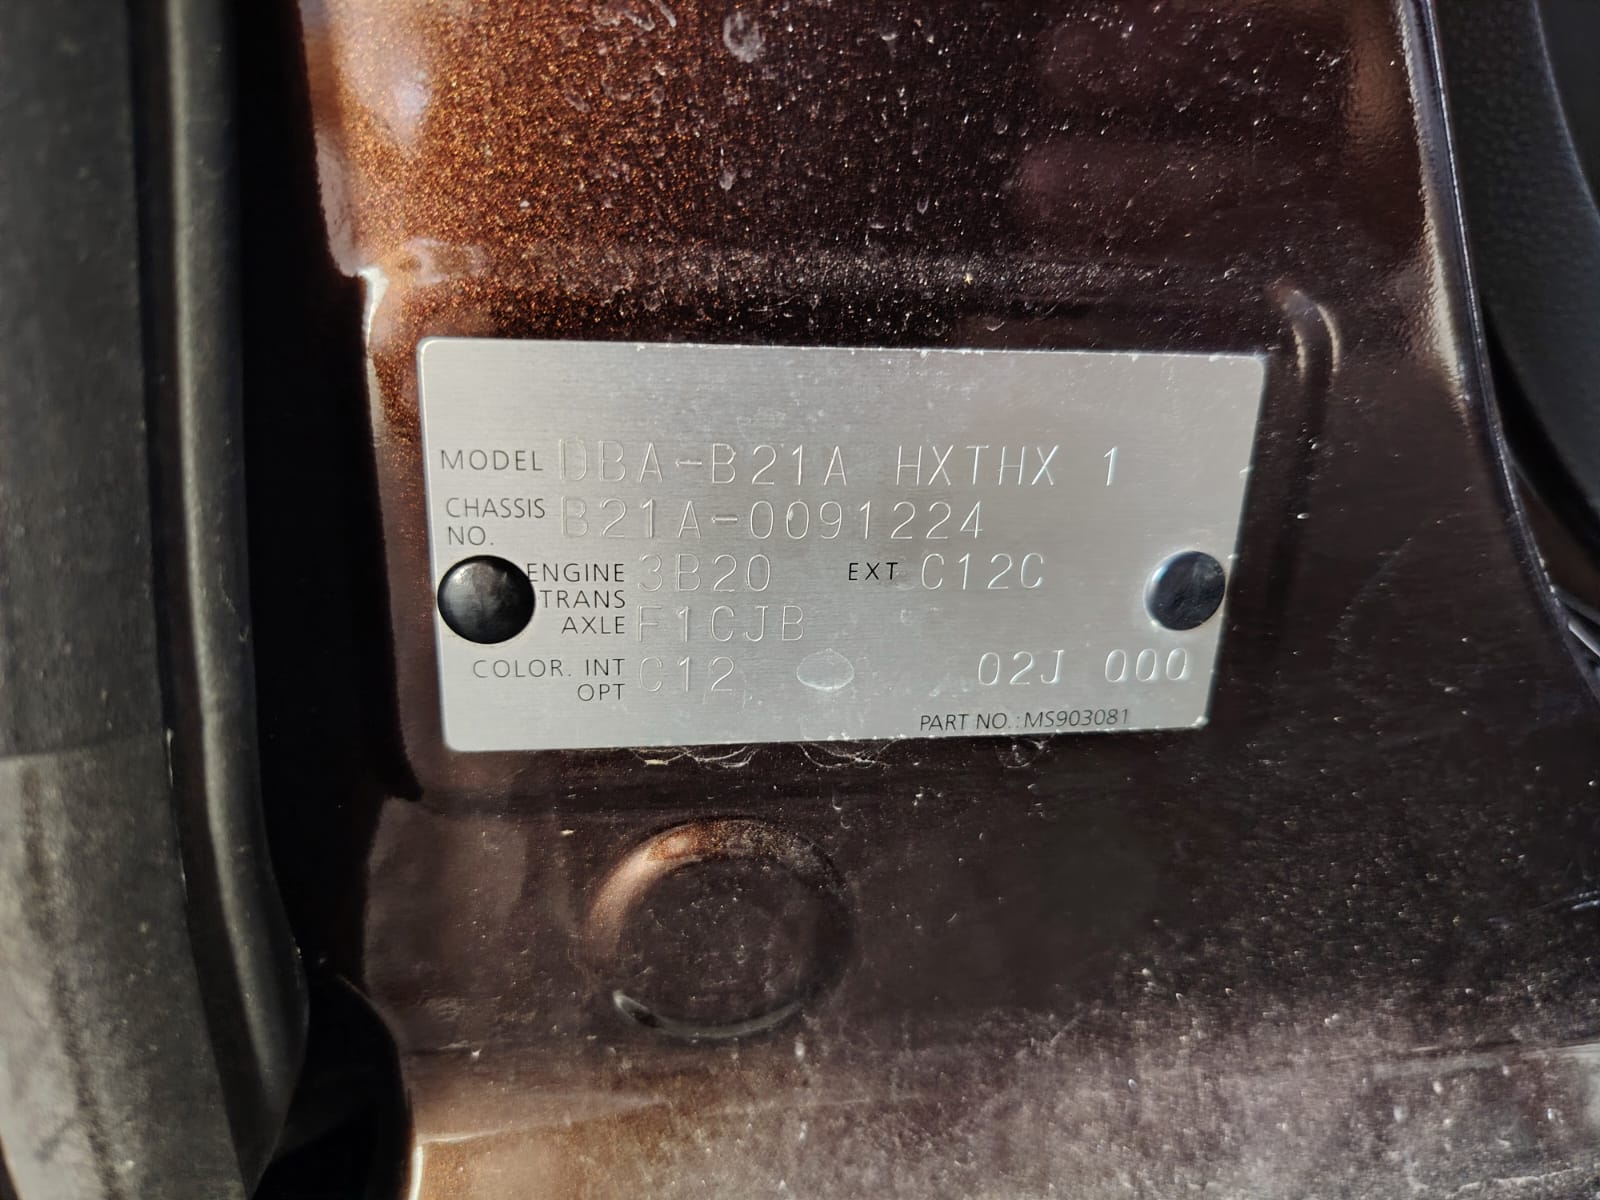 MODEL DBA-B21A HXTHX 1
CHASSIS NO. B21A-0091224
ENGINE 3B20 EXT C12C
TRANS AXLE F1CJB
COLOR. INT OPT C12 02J 000
PART NO.:MS903081